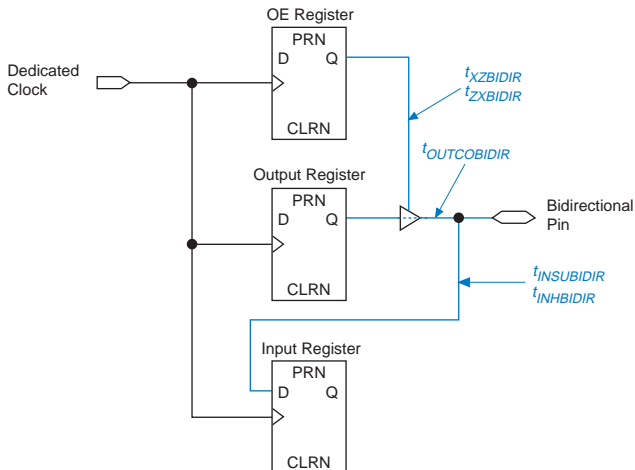 OE Register
PRN
D Q
CLRN
Dedicated
Clock
tXZBIDIR
tZXBIDIR
tOUTCOBIDIR
Output Register
PRN
D Q
CLRN
Bidirectional
Pin
tINSUBIDIR
tINHBIDIR
Input Register
PRN
D Q
CLRN